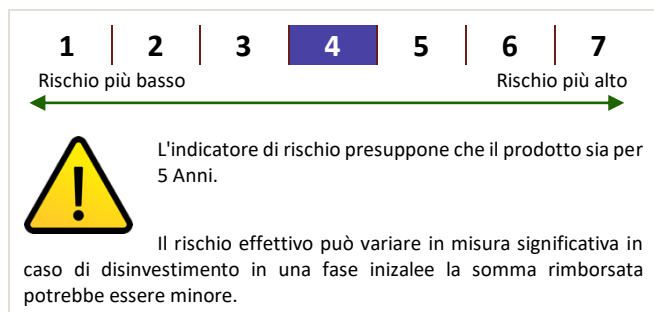 1 2 3 4 5 6 7
Rischio più basso Rischio più alto
L'indicatore di rischio presuppone che il prodotto sia per
5 Anni.
Il rischio effettivo può variare in misura significativa in
caso di disinvestimento in una fase inizalee la somma rimborsata
potrebbe essere minore.